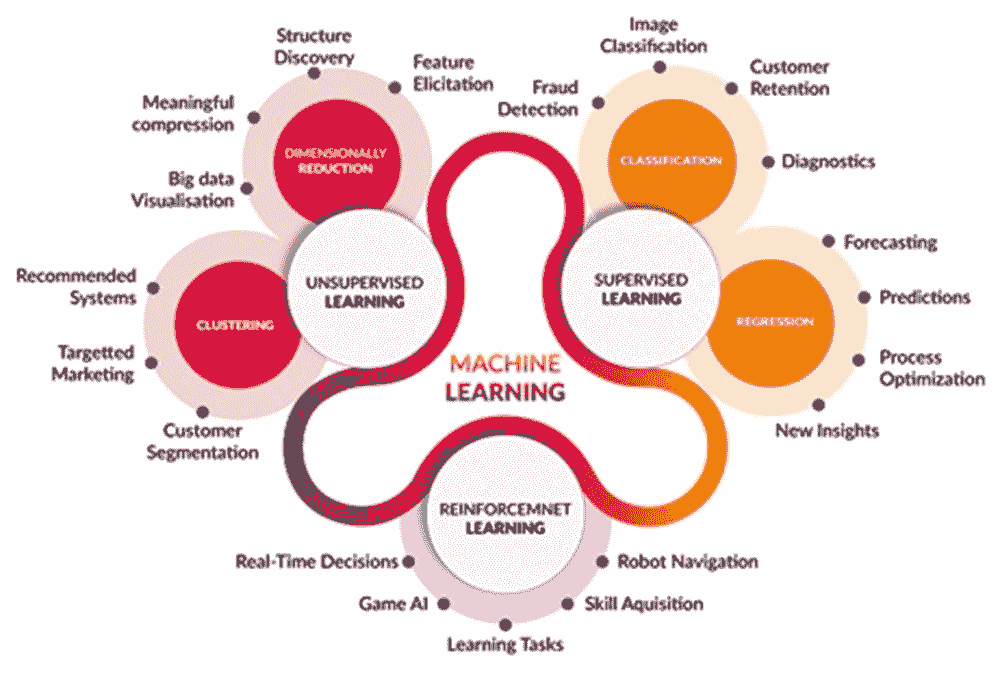 Structure
Discovery
Feature
Elicitation
Meaningful
compression
Big data
Visualisation
DIMENSIONALLY
REDUCTION
UNSUPERVISED
LEARNING
Recommended
Systems
Targetted
Marketing
Customer
Segmentation
CLUSTERING
Image
Classification
Fraud
Detection
Customer
Retention
Diagnostics
CLASSIFICATION
SUPERVISED
LEARNING
Forecasting
Predictions
Process
Optimization
New Insights
REGRESSION
MACHINE
LEARNING
REINFORCEMNET
LEARNING
Real-Time Decisions
Game AI
Learning Tasks
Skill Aquisition
Robot Navigation